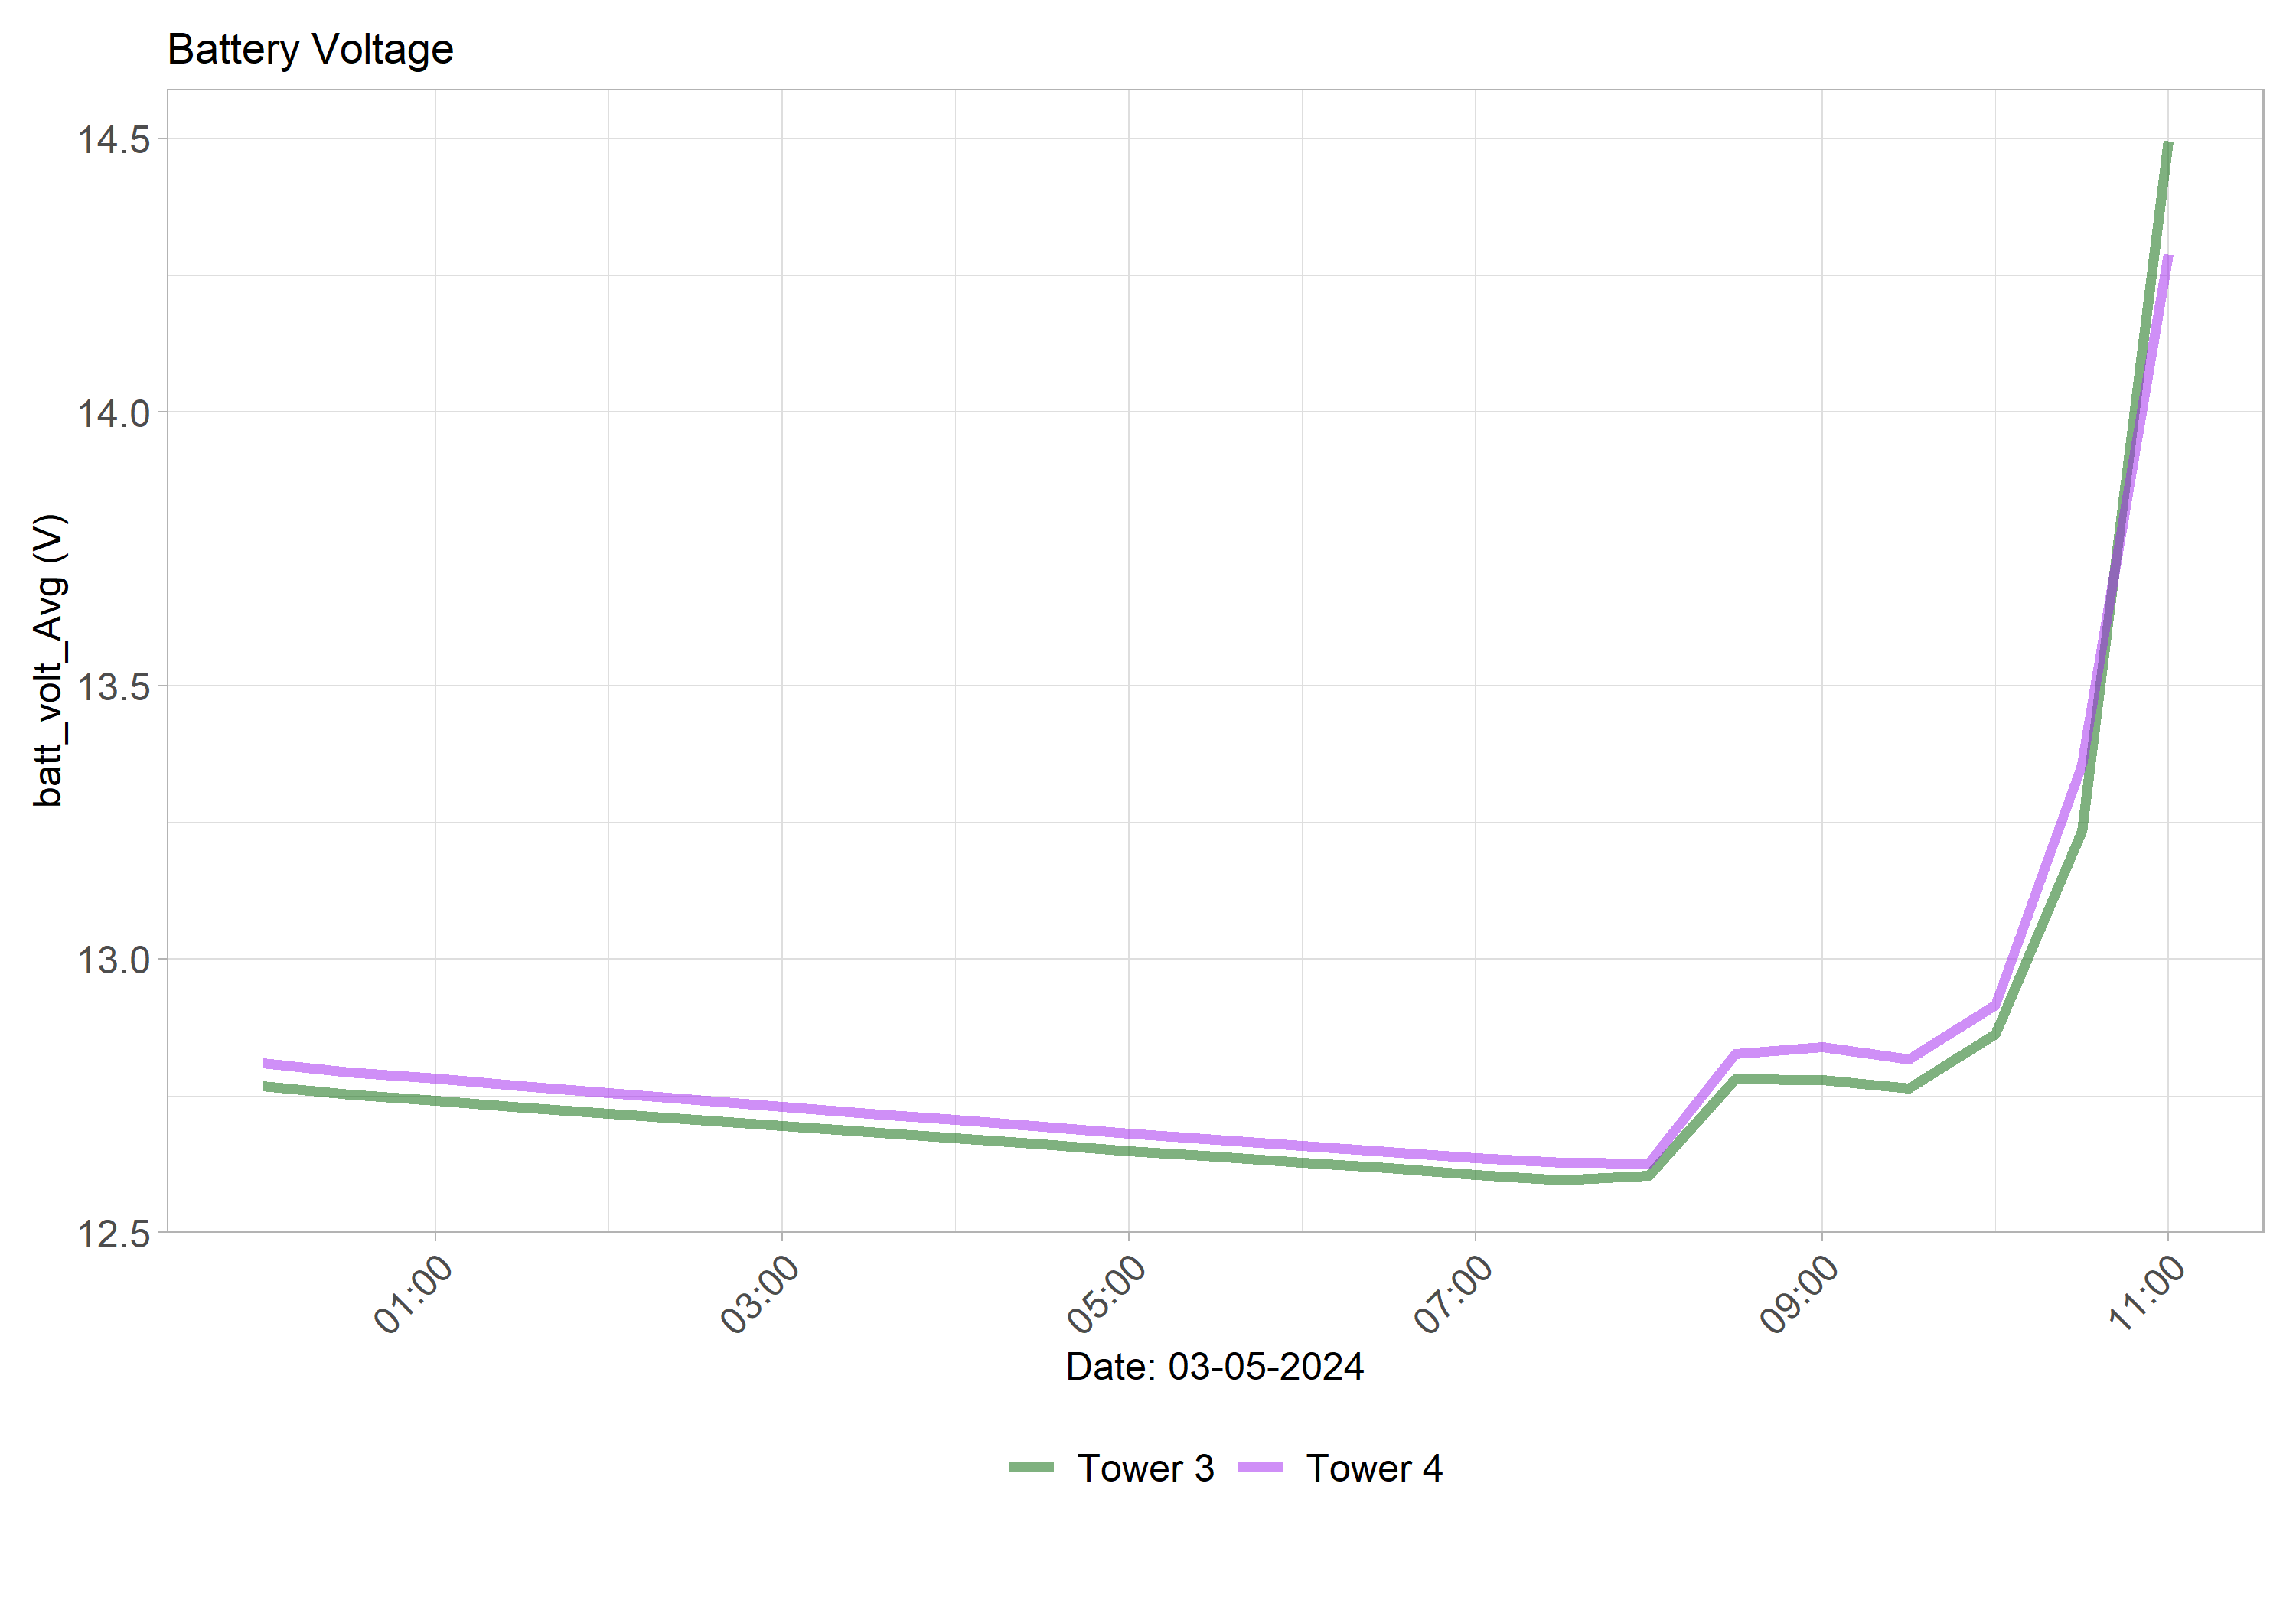 Battery Voltage
batt_volt_Avg (V)
14.5
14.0
13.5
13.0
12.5
01:00 03:00 05:00 07:00 09:00 11:00
Date: 03-05-2024
Tower 3 Tower 4